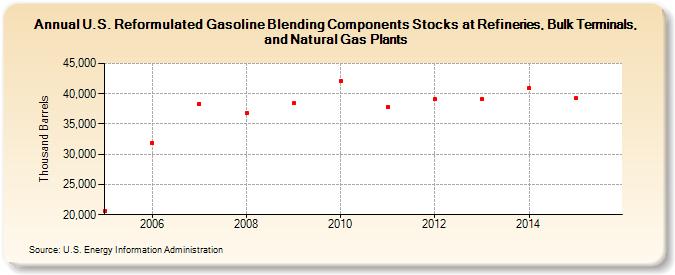 Annual U.S. Reformulated Gasoline Blending Components Stocks at Refineries, Bulk Terminals,
and Natural Gas Plants
Thousand Barrels
45,000
40,000
35,000
30,000
25,000
20,000
2006
2008
2010
2012
2014
Source: U.S. Energy Information Administration